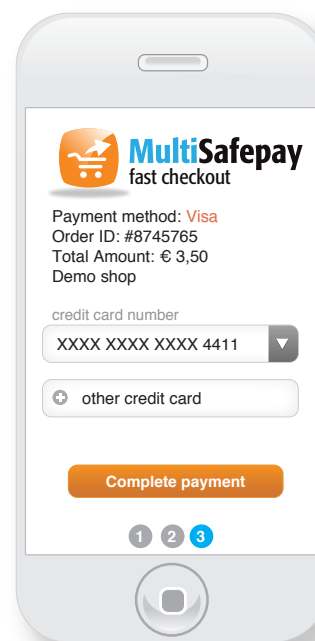 MultiSafepay
fast checkout
Payment method: Visa
Order ID: #8745765
Total Amount: € 3,50
Demo shop
credit card number
XXXX XXXX XXXX 4411
other credit card
Complete payment
1 2 3